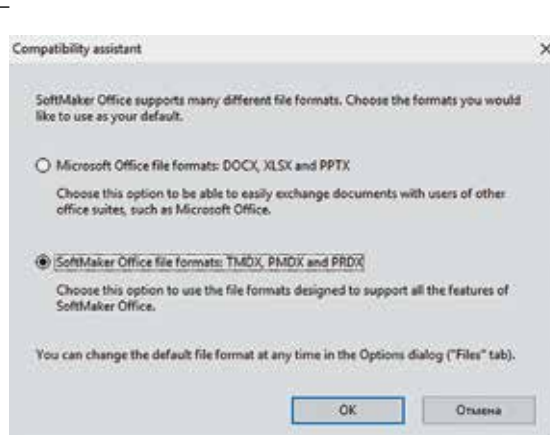 Compatibility assistant
SoftMaker Office supports many different file formats. Choose the formats you would
like to use as your default.
Microsoft Office file formats: DOCX, XLSX and PPTX
Choose this option to be able to easily exchange documents with users of other
office suites, such as Microsoft Office.
SoftMaker Office file formats: TMDX, PMDX and PRDX
Choose this option to use the file formats designed to support all the features of
SoftMaker Office.
You can change the default file format at any time in the Options dialog ("Files" tab).
OK
Отмена